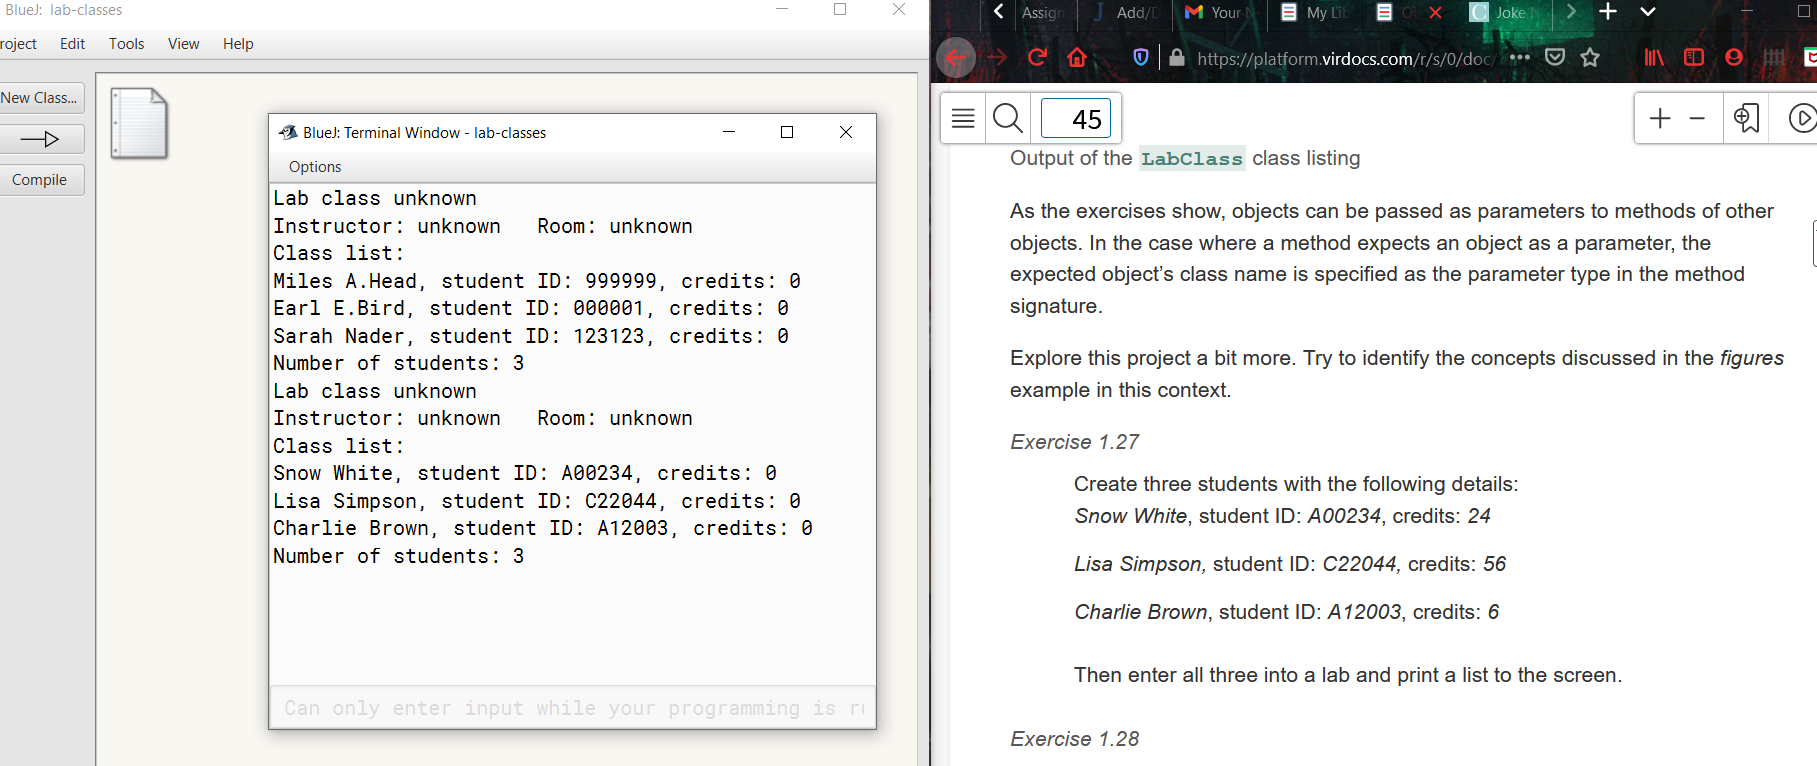 BlueJ: lab-classes
roject Edit Tools View Help
New Class...
Compile
BlueJ: Terminal Window - lab-classes
Options
Lab class unknown
Instructor: unknown   Room: unknown
Class list:
Miles A.Head, student ID: 999999, credits: 0
Earl E.Bird, student ID: 000001, credits: 0
Sarah Nader, student ID: 123123, credits: 0
Number of students: 3
Lab class unknown
Instructor: unknown   Room: unknown
Class list:
Snow White, student ID: A00234, credits: 0
Lisa Simpson, student ID: C22044, credits: 0
Charlie Brown, student ID: A12003, credits: 0
Number of students: 3
Can only enter input while your programming is ru
Assign Add/D Your My Lib Joke
https://platform.virdocs.com/r/s/0/doc/
45
Output of the LabClass class listing
As the exercises show, objects can be passed as parameters to methods of other
objects. In the case where a method expects an object as a parameter, the
expected object’s class name is specified as the parameter type in the method
signature.
Explore this project a bit more. Try to identify the concepts discussed in the figures
example in this context.
Exercise 1.27
Create three students with the following details:
Snow White, student ID: A00234, credits: 24
Lisa Simpson, student ID: C22044, credits: 56
Charlie Brown, student ID: A12003, credits: 6
Then enter all three into a lab and print a list to the screen.
Exercise 1.28